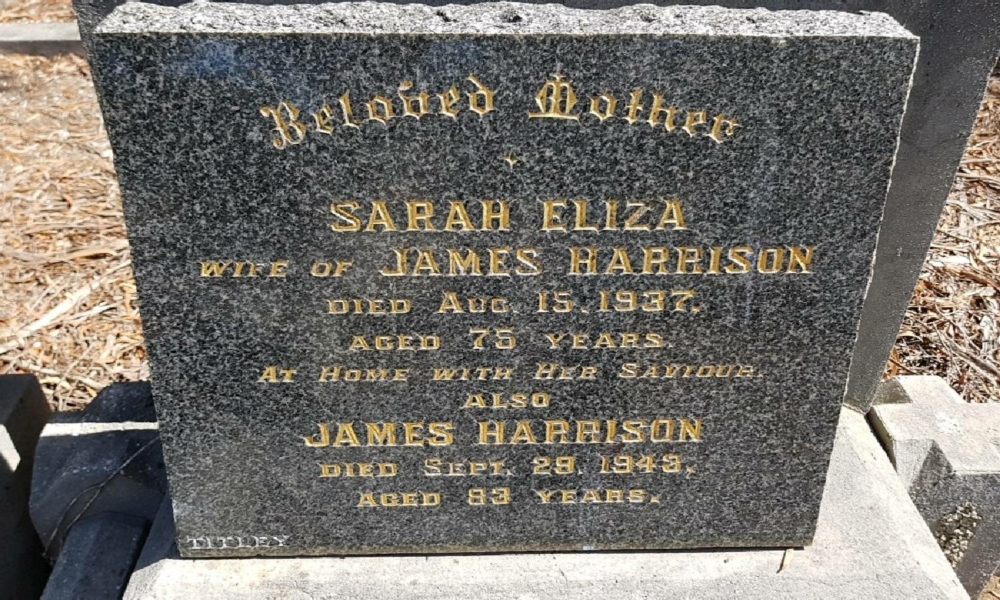 Beloved Mother
SARAH ELIZA
WIFE OF JAMES HARRISON
DIED AUG. 15. 1937.
AGED 75 YEARS.
AT HOME WITH HER SAVIOUR.
ALSO
JAMES HARRISON
DIED SEPT. 29. 1943.
AGED 83 YEARS.
TITLEY